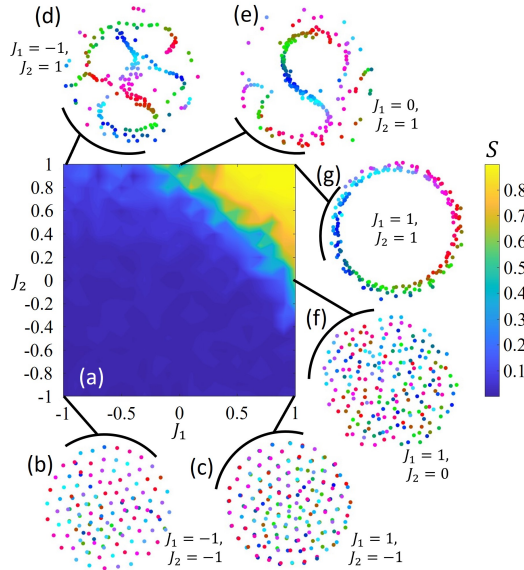 (d)
(e)
J₁ = −1,
J₂ = 1
J₁ = 0,
J₂ = 1
S
(g)
J₁ = 1,
J₂ = 1
1
0.8
0.6
0.4
0.2
0
-0.2
-0.4
-0.6
-0.8
-1
J₂
(a)
-1
-0.5
0
0.5
1
J₁
0.8
0.7
0.6
0.5
0.4
0.3
0.2
0.1
(f)
J₁ = 1,
J₂ = 0
(b)
J₁ = −1,
J₂ = −1
(c)
J₁ = 1,
J₂ = −1